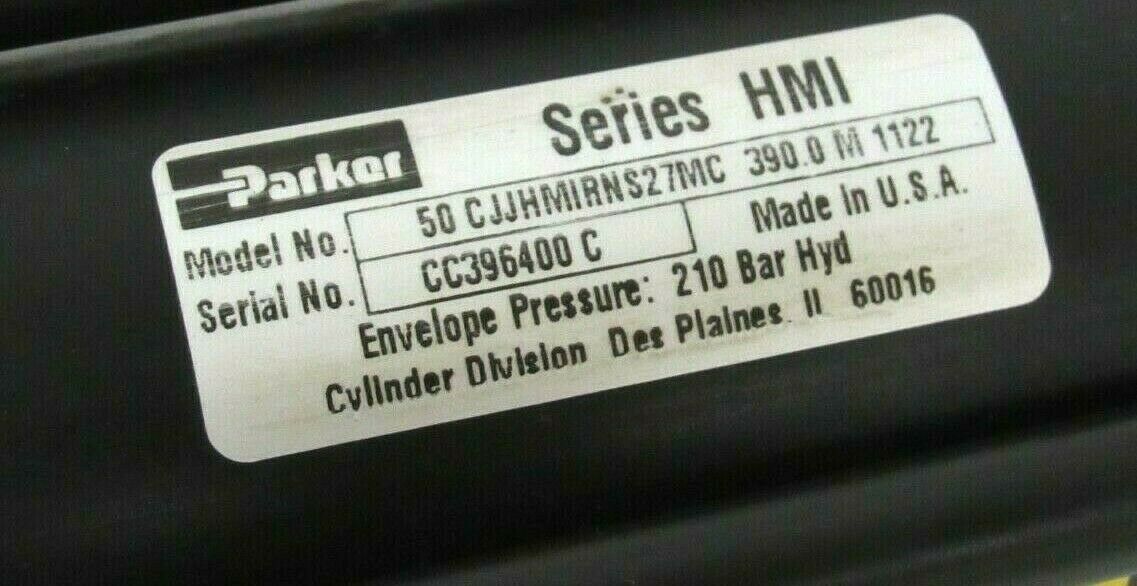 Parker Series HMI
Model No. 50 CJJHMIRNS27MC 390.0 M 1122
Serial No. CC396400 C Made In U.S.A.
Envelope Pressure: 210 Bar Hyd
Cylinder Division Des Plaines. Il 60016